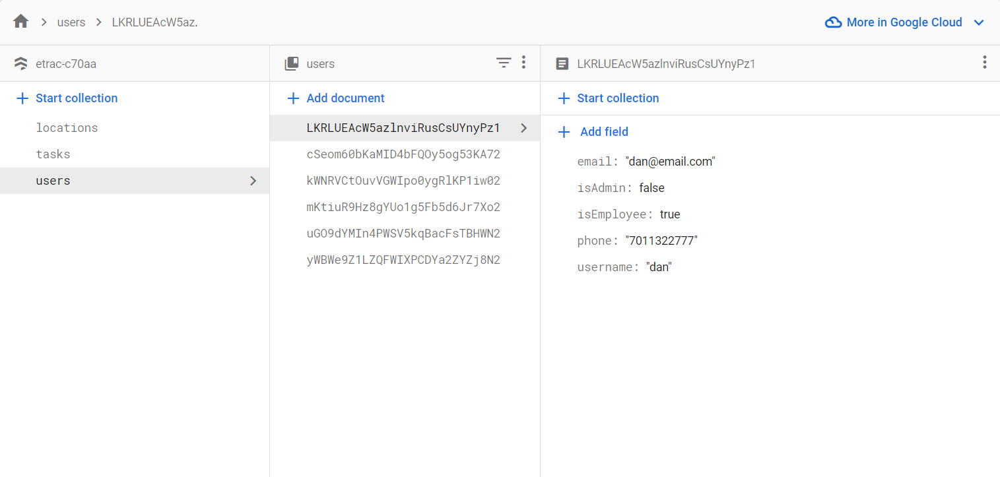 users
LKRLUEAcW5az.
More in Google Cloud
etrac-c70aa
users
LKRLUEAcW5azlnviRusCsUYnyPz1
Start collection
locations
tasks
users
Add document
LKRLUEAcW5azlnviRusCsUYnyPz1
cSeom60bKaMID4bFQOy5og53KA72
kWNRVCtOuvVGWIpo0ygRlKP1iw02
mKtiuR9Hz8gYUo1g5Fb5d6Jr7Xo2
uGO9dYMIn4PWSV5kqBacFsTBHWN2
yWBWe9Z1LZQFWIXPCDYa2ZYZj8N2
Start collection
Add field
email: "dan@email.com"
isAdmin: false
isEmployee: true
phone: "7011322777"
username: "dan"